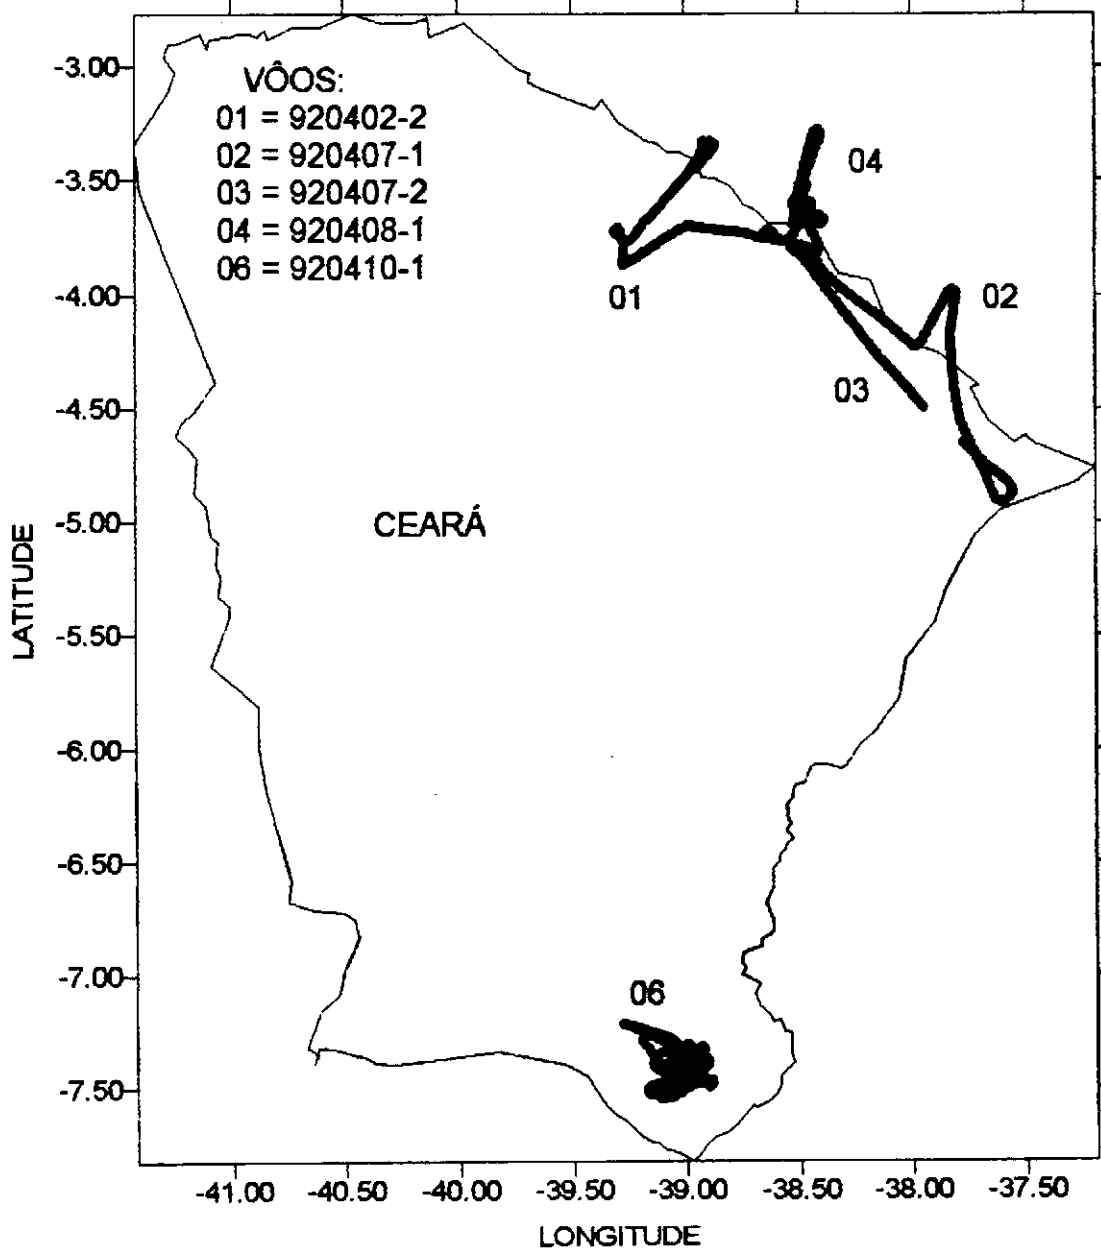 VÔOS:
01 = 920402-2
02 = 920407-1
03 = 920407-2
04 = 920408-1
06 = 920410-1
04
01
02
03
CEARÁ
06
LATITUDE
-3.00
-3.50
-4.00
-4.50
-5.00
-5.50
-6.00
-6.50
-7.00
-7.50
-41.00 -40.50 -40.00 -39.50 -39.00 -38.50 -38.00 -37.50
LONGITUDE